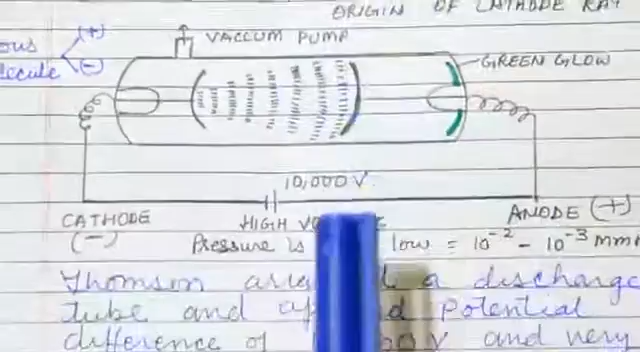 ORIGIN OF CATHODE RAY
ous (+)
olecule (-)
VACCUM PUMP
GREEN GLOW
10,000 V
CATHODE
(-)
HIGH
ANODE (+)
Pressure is low = 10⁻² - 10⁻³ mm
Thomson a discharge
tube and potential
difference of V and very